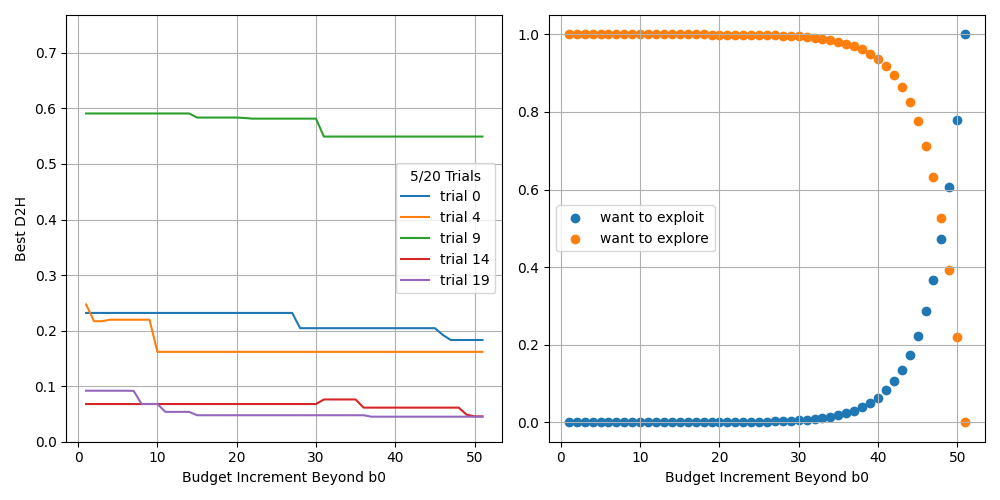 0.7
0.6
0.5
0.4
0.3
0.2
0.1
0.0
Best D2H
0 10 20 30 40 50
Budget Increment Beyond b0
5/20 Trials
trial 0
trial 4
trial 9
trial 14
trial 19
1.0
0.8
0.6
0.4
0.2
0.0
0 10 20 30 40 50
Budget Increment Beyond b0
want to exploit
want to explore